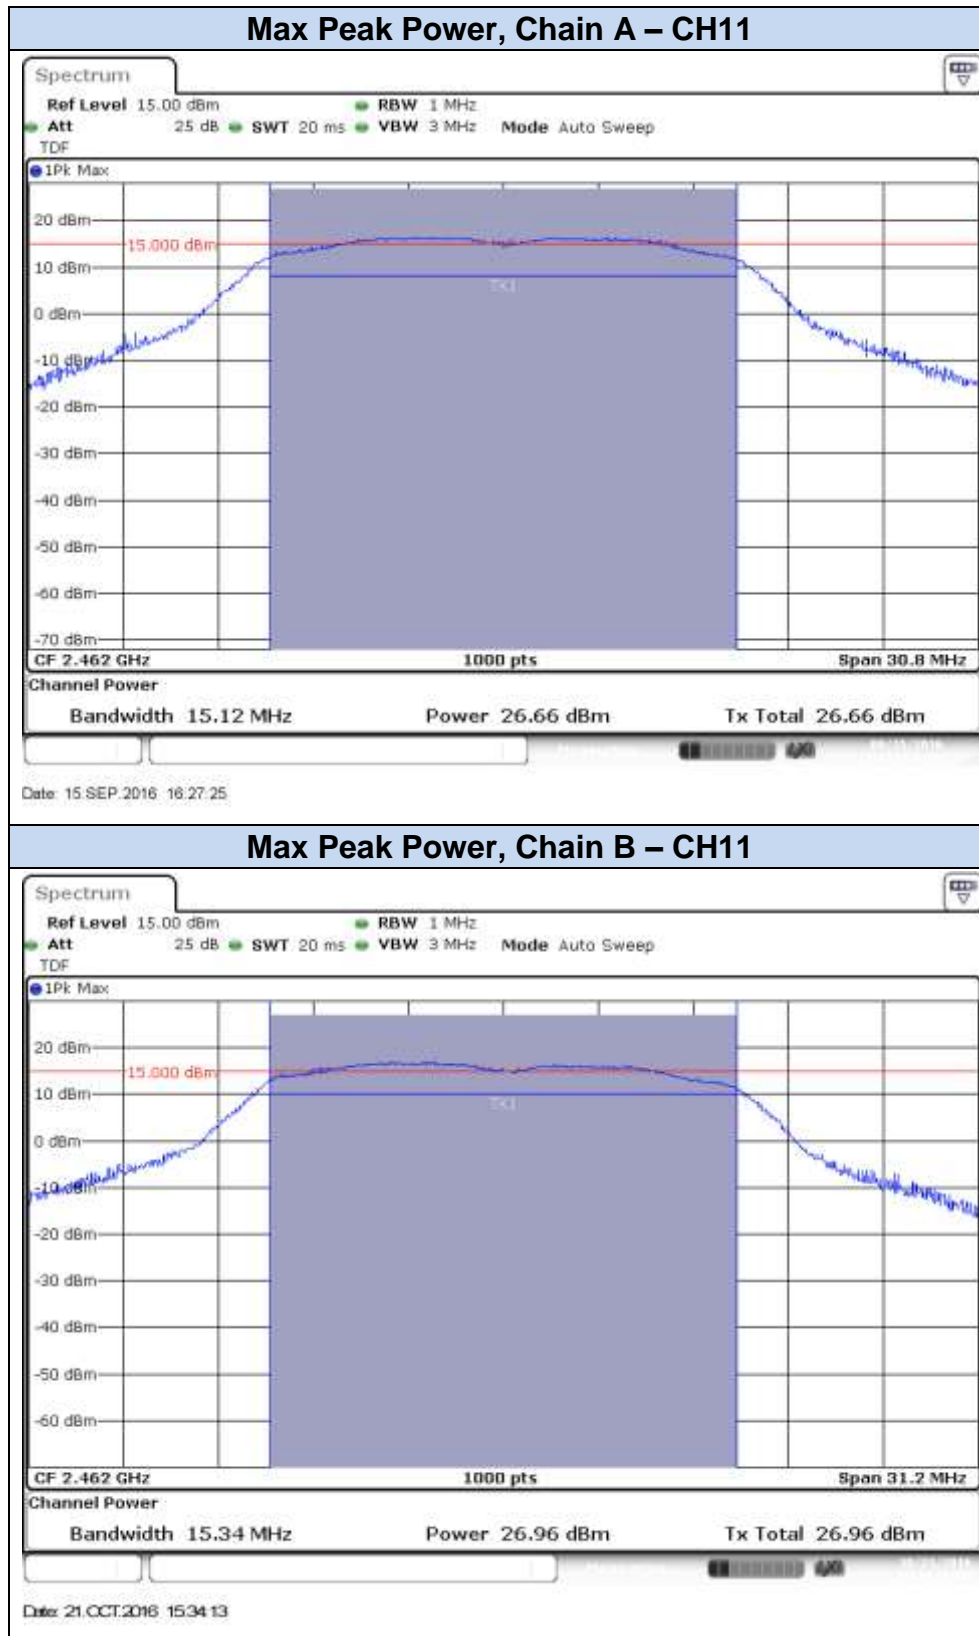 Max Peak Power, Chain A – CH11
Spectrum
Ref Level 15.00 dBm RBW 1 MHz
Att 25 dB SWT 20 ms VBW 3 MHz Mode Auto Sweep
TDF
1Pk Max
20 dBm
15.000 dBm
10 dBm
TX1
0 dBm
-10 dBm
-20 dBm
-30 dBm
-40 dBm
-50 dBm
-60 dBm
-70 dBm
CF 2.462 GHz 1000 pts Span 30.8 MHz
Channel Power
Bandwidth 15.12 MHz Power 26.66 dBm Tx Total 26.66 dBm
Date: 15.SEP.2016 16:27:25
Max Peak Power, Chain B – CH11
Spectrum
Ref Level 15.00 dBm RBW 1 MHz
Att 25 dB SWT 20 ms VBW 3 MHz Mode Auto Sweep
TDF
1Pk Max
20 dBm
15.000 dBm
10 dBm
TX1
0 dBm
-10 dBm
-20 dBm
-30 dBm
-40 dBm
-50 dBm
-60 dBm
CF 2.462 GHz 1000 pts Span 31.2 MHz
Channel Power
Bandwidth 15.34 MHz Power 26.96 dBm Tx Total 26.96 dBm
Date: 21.OCT.2016 15:34:13